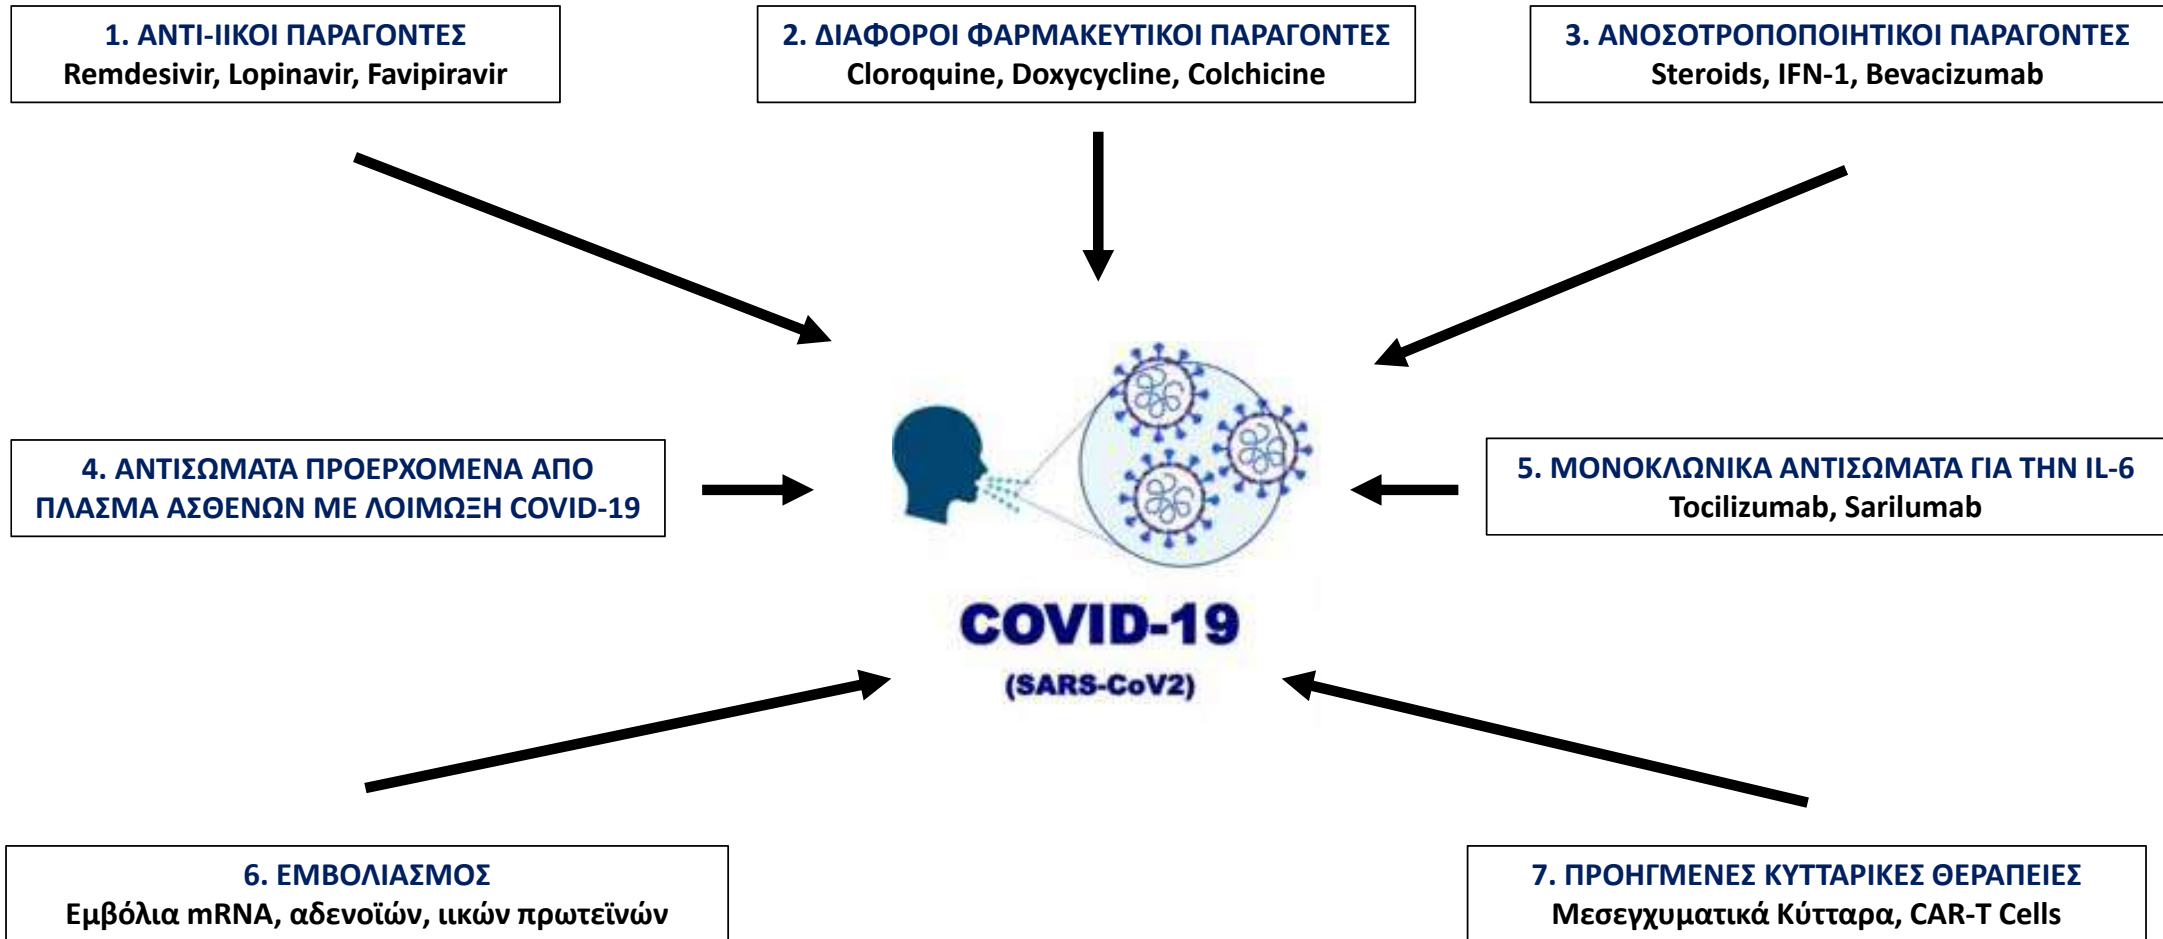 1. ΑΝΤΙ-ΙΙΚΟΙ ΠΑΡΑΓΟΝΤΕΣ
Remdesivir, Lopinavir, Favipiravir
2. ΔΙΑΦΟΡΟΙ ΦΑΡΜΑΚΕΥΤΙΚΟΙ ΠΑΡΑΓΟΝΤΕΣ
Cloroquine, Doxycycline, Colchicine
3. ΑΝΟΣΟΤΡΟΠΟΠΟΙΗΤΙΚΟΙ ΠΑΡΑΓΟΝΤΕΣ
Steroids, IFN-1, Bevacizumab
4. ΑΝΤΙΣΩΜΑΤΑ ΠΡΟΕΡΧΟΜΕΝΑ ΑΠΟ
ΠΛΑΣΜΑ ΑΣΘΕΝΩΝ ΜΕ ΛΟΙΜΩΞΗ COVID-19
5. ΜΟΝΟΚΛΩΝΙΚΑ ΑΝΤΙΣΩΜΑΤΑ ΓΙΑ ΤΗΝ IL-6
Tocilizumab, Sarilumab
COVID-19
(SARS-CoV2)
6. ΕΜΒΟΛΙΑΣΜΟΣ
Εμβόλια mRNA, αδενοϊών, ιικών πρωτεϊνών
7. ΠΡΟΗΓΜΕΝΕΣ ΚΥΤΤΑΡΙΚΕΣ ΘΕΡΑΠΕΙΕΣ
Μεσεγχυματικά Κύτταρα, CAR-T Cells